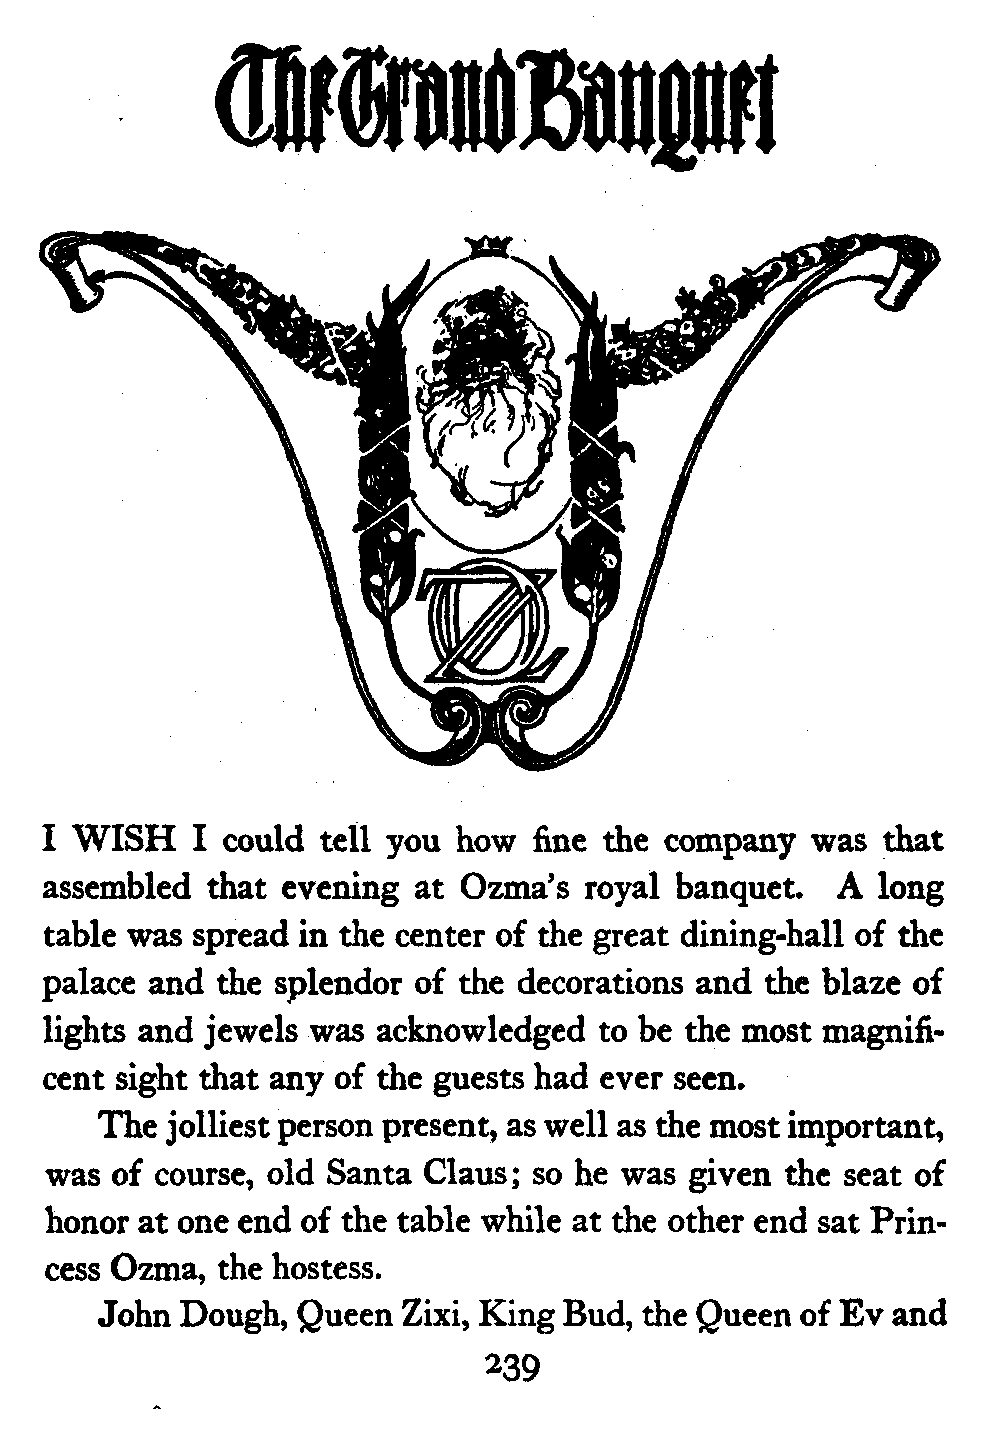 The Grand Banquet
OZ
I WISH I could tell you how fine the company was that
assembled that evening at Ozma's royal banquet. A long
table was spread in the center of the great dining-hall of the
palace and the splendor of the decorations and the blaze of
lights and jewels was acknowledged to be the most magnifi-
cent sight that any of the guests had ever seen.
The jolliest person present, as well as the most important,
was of course, old Santa Claus; so he was given the seat of
honor at one end of the table while at the other end sat Prin-
cess Ozma, the hostess.
John Dough, Queen Zixi, King Bud, the Queen of Ev and
239